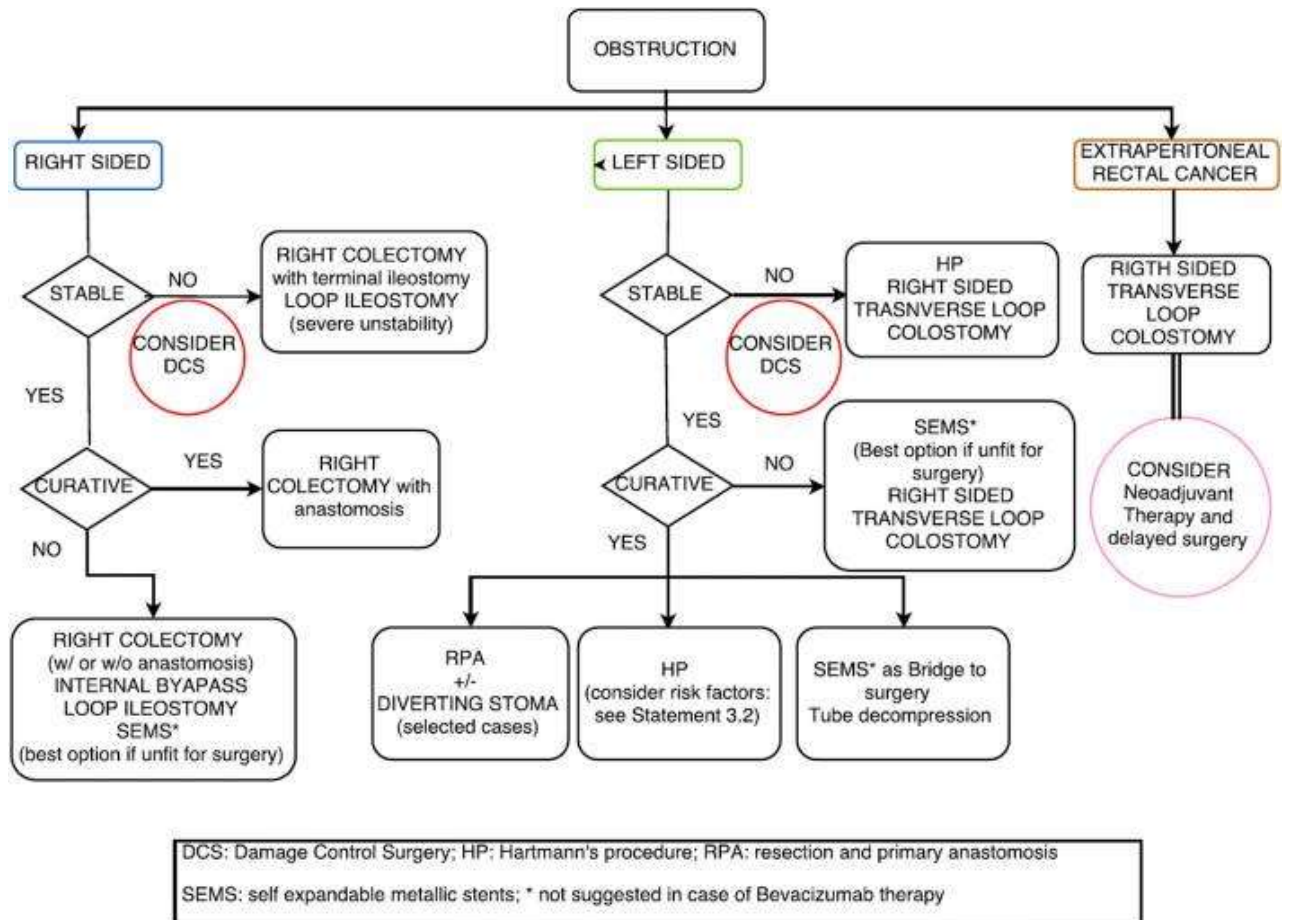 OBSTRUCTION
RIGHT SIDED
LEFT SIDED
EXTRAPERITONEAL
RECTAL CANCER
STABLE
NO
RIGHT COLECTOMY
with terminal ileostomy
LOOP ILEOSTOMY
(severe unstability)
CONSIDER
DCS
YES
CURATIVE
YES
RIGHT
COLECTOMY with
anastomosis
NO
RIGHT COLECTOMY
(w/ or w/o anastomosis)
INTERNAL BYAPASS
LOOP ILEOSTOMY
SEMS*
(best option if unfit for surgery)
STABLE
NO
HP
RIGHT SIDED
TRASNVERSE LOOP
COLOSTOMY
CONSIDER
DCS
YES
CURATIVE
NO
SEMS*
(Best option if unfit for
surgery)
RIGHT SIDED
TRANSVERSE LOOP
COLOSTOMY
YES
RPA
+/-
DIVERTING STOMA
(selected cases)
HP
(consider risk factors:
see Statement 3.2)
SEMS* as Bridge to
surgery
Tube decompression
RIGTH SIDED
TRANSVERSE
LOOP
COLOSTOMY
CONSIDER
Neoadjuvant
Therapy and
delayed surgery
DCS: Damage Control Surgery; HP: Hartmann's procedure; RPA: resection and primary anastomosis
SEMS: self expandable metallic stents; * not suggested in case of Bevacizumab therapy